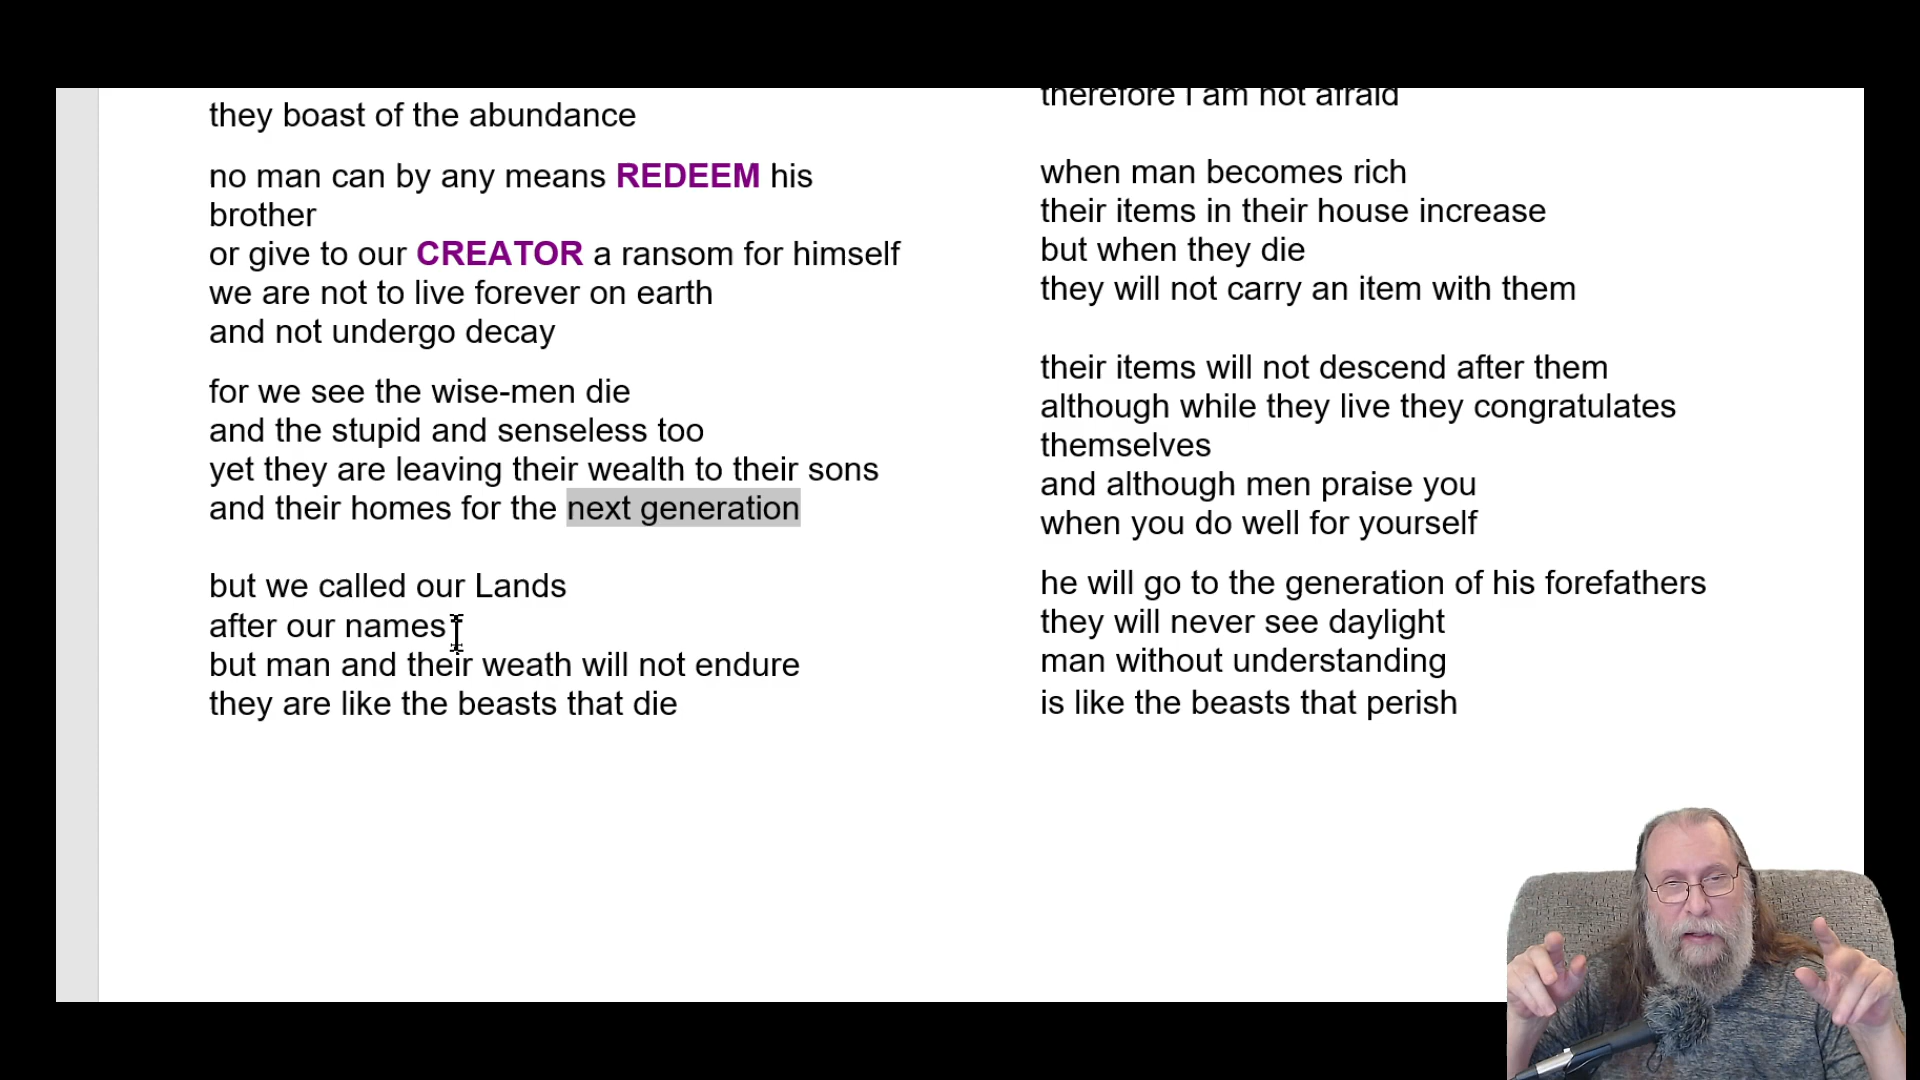 they boast of the abundance
no man can by any means REDEEM his
brother
or give to our CREATOR a ransom for himself
we are not to live forever on earth
and not undergo decay
for we see the wise-men die
and the stupid and senseless too
yet they are leaving their wealth to their sons
and their homes for the next generation
but we called our Lands
after our names
but man and their weath will not endure
they are like the beasts that die
therefore I am not afraid
when man becomes rich
their items in their house increase
but when they die
they will not carry an item with them
their items will not descend after them
although while they live they congratulates
themselves
and although men praise you
when you do well for yourself
he will go to the generation of his forefathers
they will never see daylight
man without understanding
is like the beasts that perish